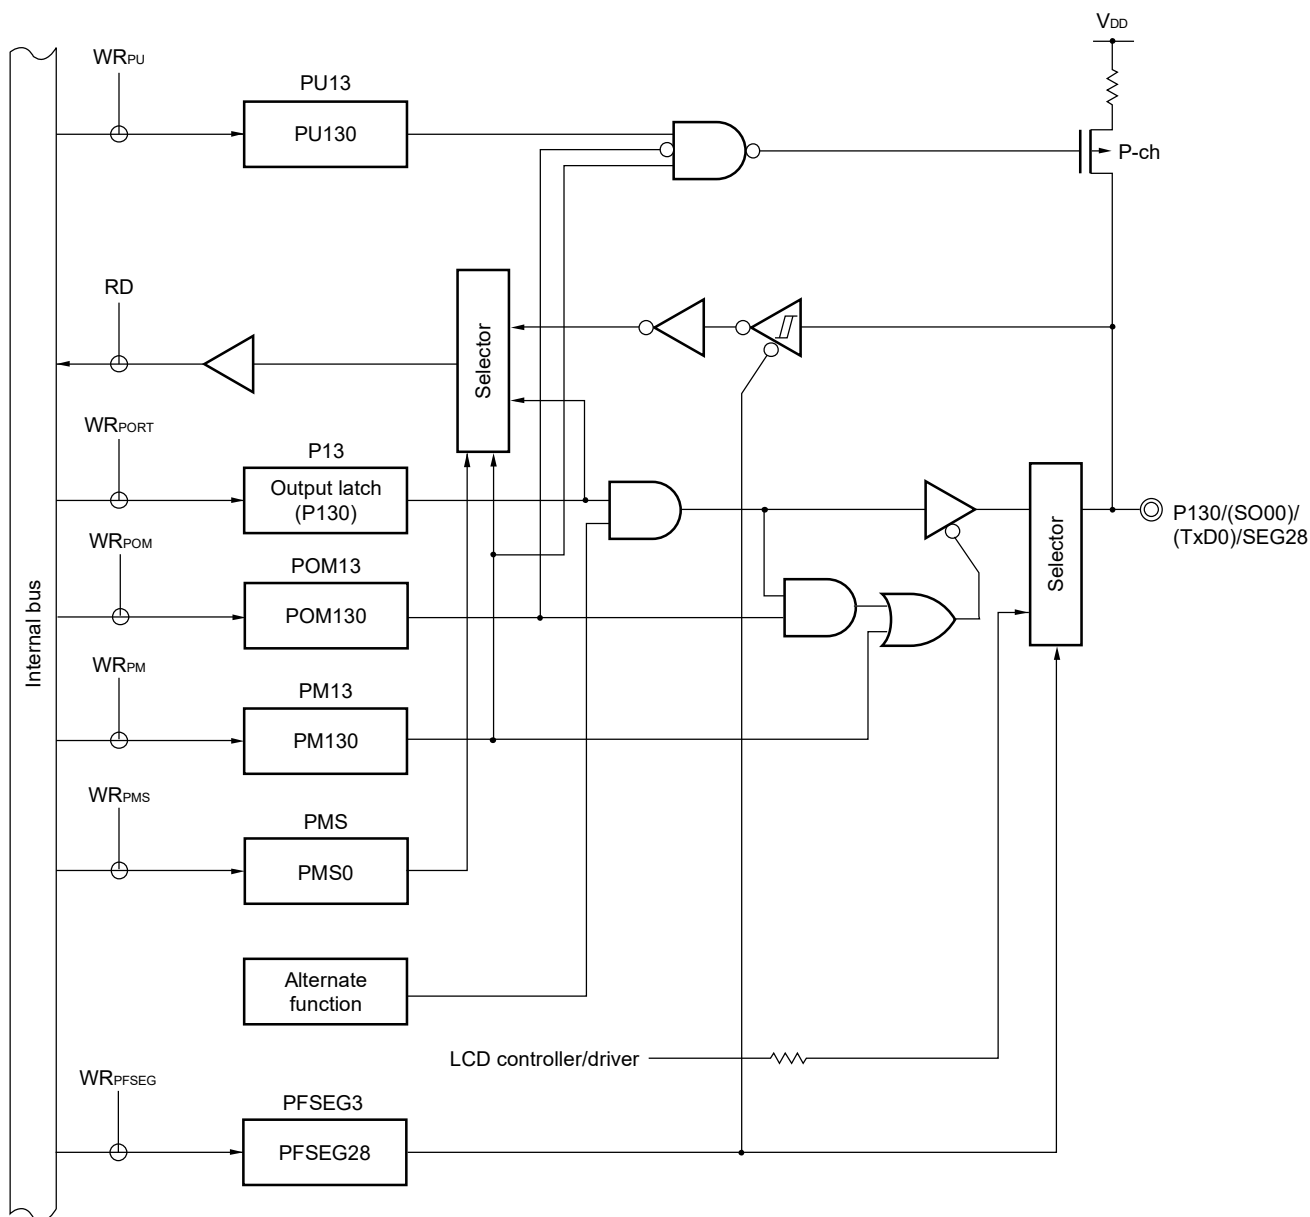 VDD
WRPU
PU13
PU130
P-ch
RD
Selector
WRPORT
P13
Output latch
(P130)
P130/(SO00)/
(TxD0)/SEG28
Selector
WRPOM
POM13
POM130
Internal bus
WRPM
PM13
PM130
WRPMS
PMS
PMS0
Alternate
function
LCD controller/driver
WRPFSEG
PFSEG3
PFSEG28